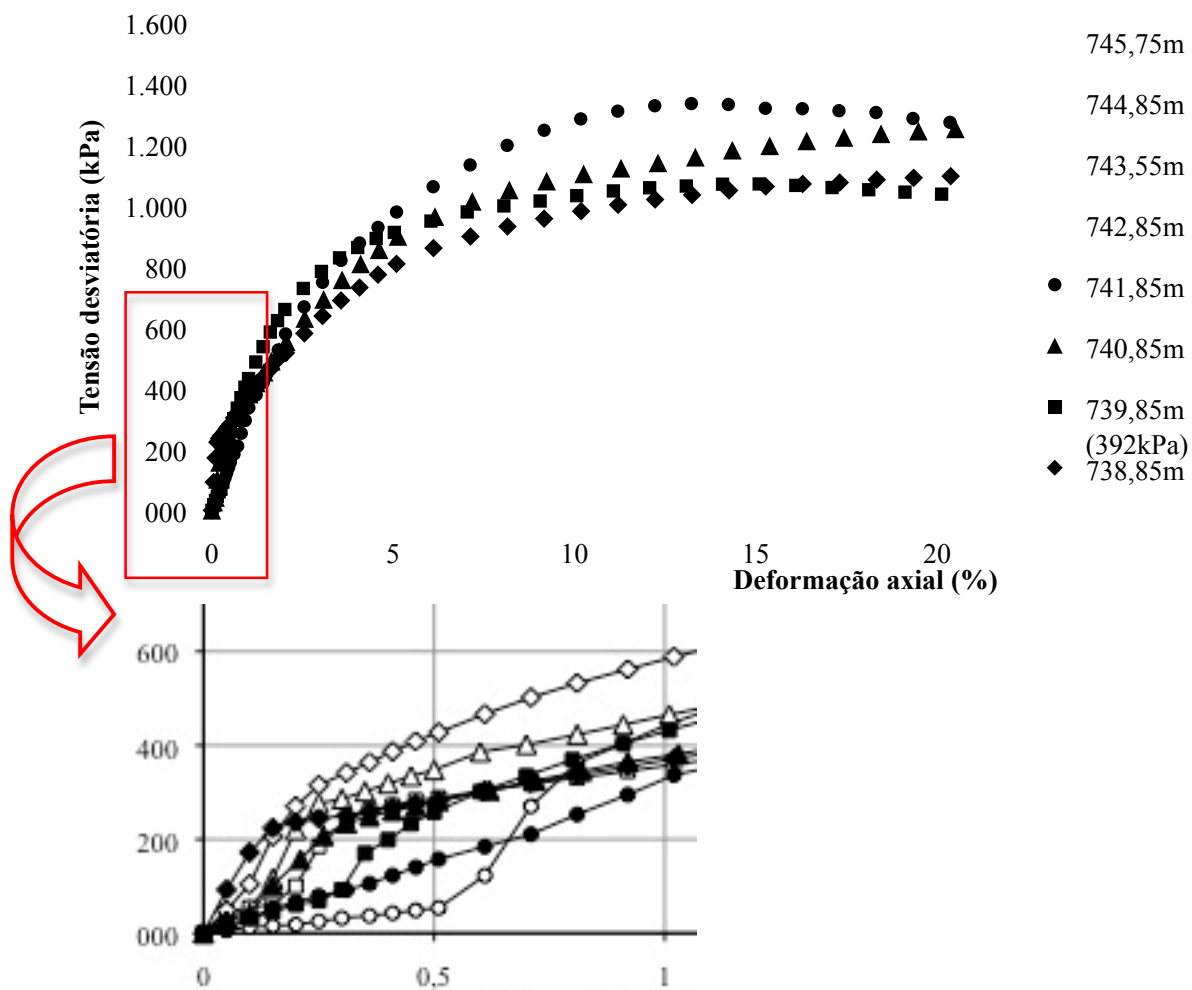 1.600
1.400
1.200
1.000
800
600
400
200
000
Tensão desviatória (kPa)
0
5
10
15
20
Deformação axial (%)
745,75m
744,85m
743,55m
742,85m
741,85m
740,85m
739,85m
(392kPa)
738,85m
600
400
200
000
0
0,5
1